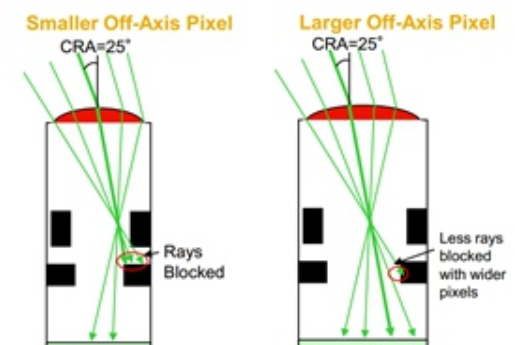 Smaller Off-Axis Pixel
CRA=25°
Rays
Blocked
Larger Off-Axis Pixel
CRA=25°
Less rays
blocked
with wider
pixels